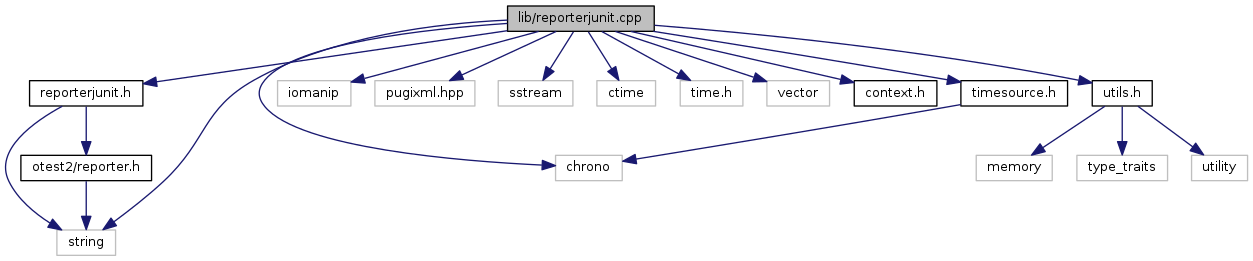 lib/reporterjunit.cpp
reporterjunit.h
iomanip
pugixml.hpp
sstream
ctime
time.h
vector
context.h
timesource.h
utils.h
otest2/reporter.h
chrono
memory
type_traits
utility
string